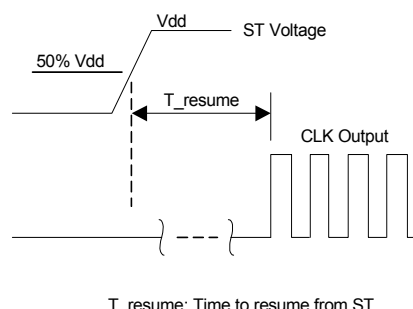 Vdd
ST Voltage
50% Vdd
T_resume
CLK Output
T_resume: Time to resume from ST